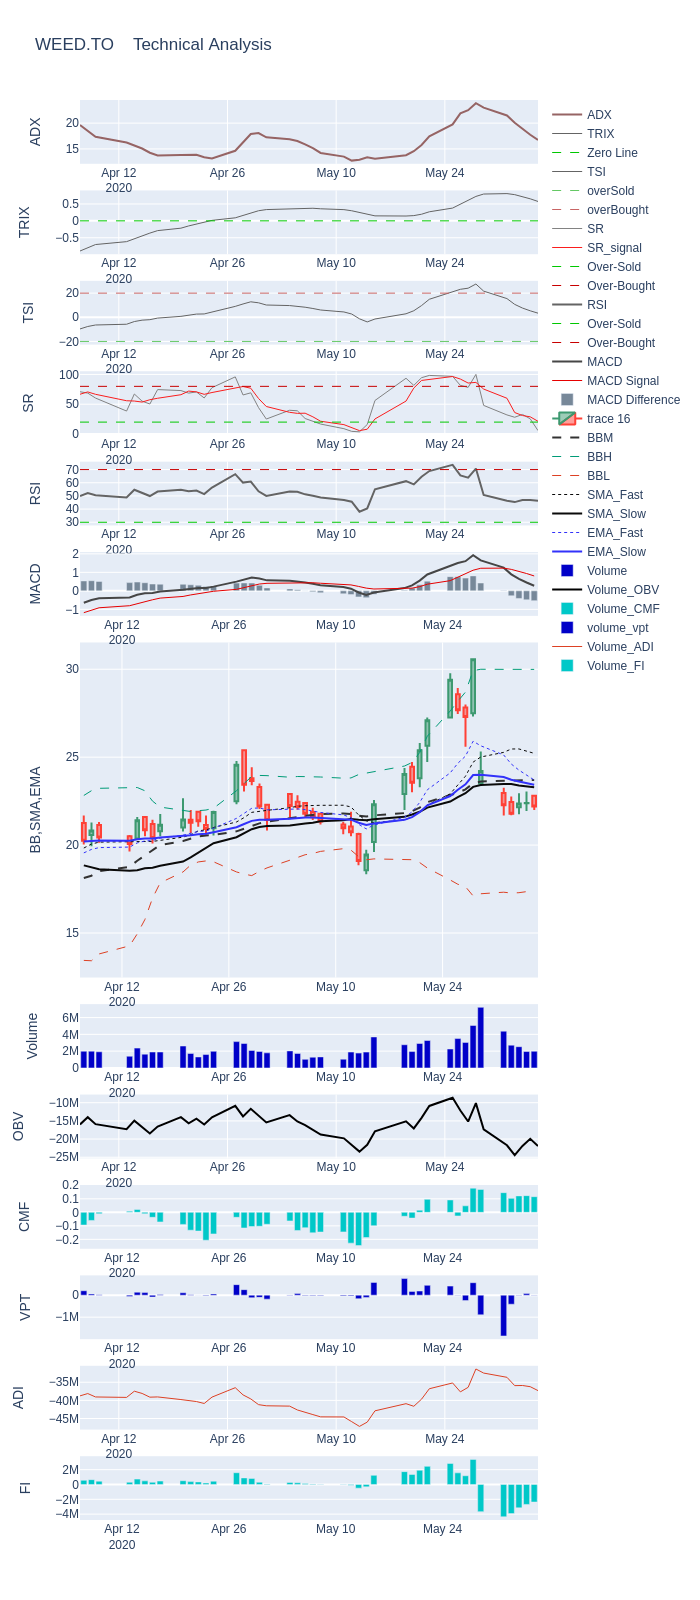 WEED.TO    Technical Analysis
ADX
20
15
Apr 12
2020
Apr 26
May 10
May 24
TRIX
0.5
0
−0.5
Apr 12
2020
Apr 26
May 10
May 24
TSI
20
0
−20
Apr 12
2020
Apr 26
May 10
May 24
SR
100
50
0
Apr 12
2020
Apr 26
May 10
May 24
RSI
70
60
50
40
30
Apr 12
2020
Apr 26
May 10
May 24
MACD
2
1
0
−1
Apr 12
2020
Apr 26
May 10
May 24
BB,SMA,EMA
30
25
20
15
Apr 12
2020
Apr 26
May 10
May 24
Volume
6M
4M
2M
0
Apr 12
2020
Apr 26
May 10
May 24
OBV
−10M
−15M
−20M
−25M
Apr 12
2020
Apr 26
May 10
May 24
CMF
0.2
0.1
0
−0.1
−0.2
Apr 12
2020
Apr 26
May 10
May 24
VPT
0
−1M
Apr 12
2020
Apr 26
May 10
May 24
ADI
−35M
−40M
−45M
Apr 12
2020
Apr 26
May 10
May 24
FI
2M
0
−2M
−4M
Apr 12
2020
Apr 26
May 10
May 24
ADX
TRIX
Zero Line
TSI
overSold
overBought
SR
SR_signal
Over-Sold
Over-Bought
RSI
Over-Sold
Over-Bought
MACD
MACD Signal
MACD Difference
trace 16
BBM
BBH
BBL
SMA_Fast
SMA_Slow
EMA_Fast
EMA_Slow
Volume
Volume_OBV
Volume_CMF
volume_vpt
Volume_ADI
Volume_FI